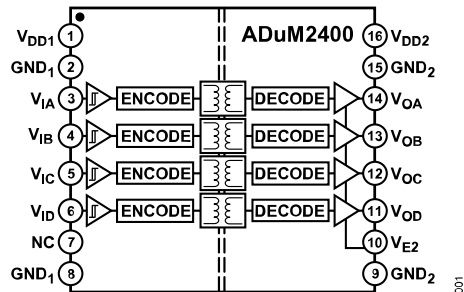 ADuM2400
VDD1 1 16 VDD2
GND1 2 15 GND2
VIA 3 ENCODE DECODE 14 VOA
VIB 4 ENCODE DECODE 13 VOB
VIC 5 ENCODE DECODE 12 VOC
VID 6 ENCODE DECODE 11 VOD
NC 7 10 VE2
GND1 8 9 GND2
001